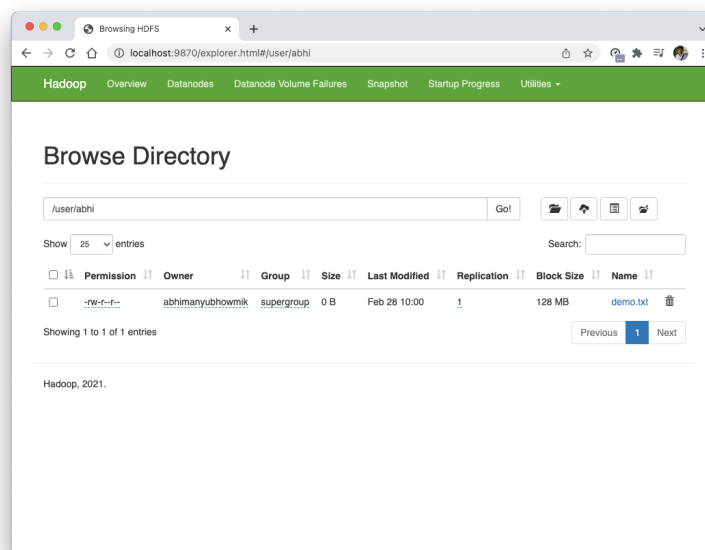 Browsing HDFS
localhost:9870/explorer.html#/user/abhi
Hadoop Overview Datanodes Datanode Volume Failures Snapshot Startup Progress Utilities
Browse Directory
/user/abhi Go!
Show 25 entries Search:
Permission Owner Group Size Last Modified Replication Block Size Name
-rw-r--r-- abhimanyubhowmik supergroup 0 B Feb 28 10:00 1 128 MB demo.txt
Showing 1 to 1 of 1 entries Previous 1 Next
Hadoop, 2021.